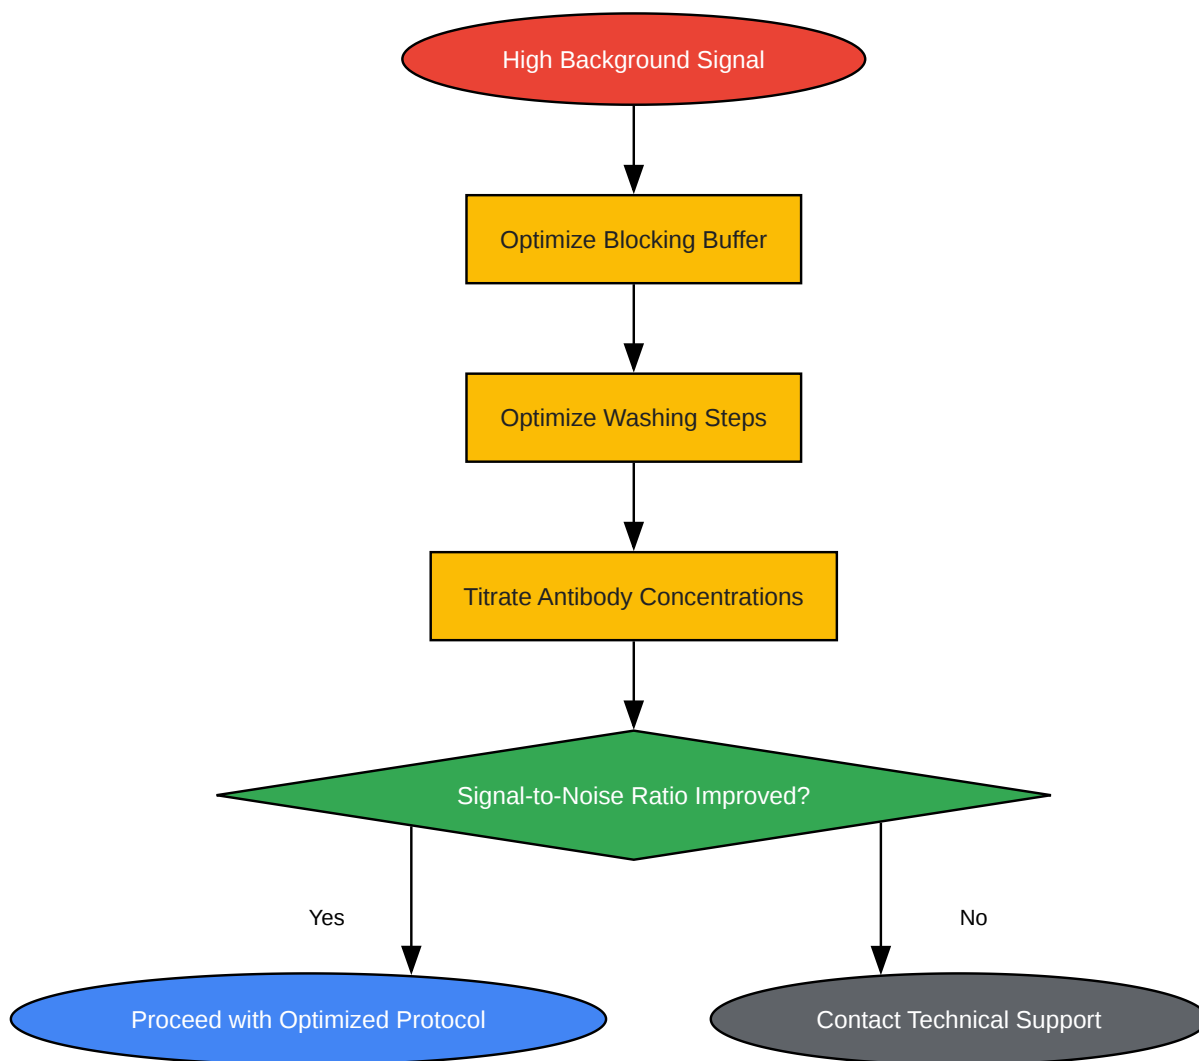 High Background Signal
Optimize Blocking Buffer
Optimize Washing Steps
Titrate Antibody Concentrations
Signal-to-Noise Ratio Improved?
Yes
No
Proceed with Optimized Protocol
Contact Technical Support